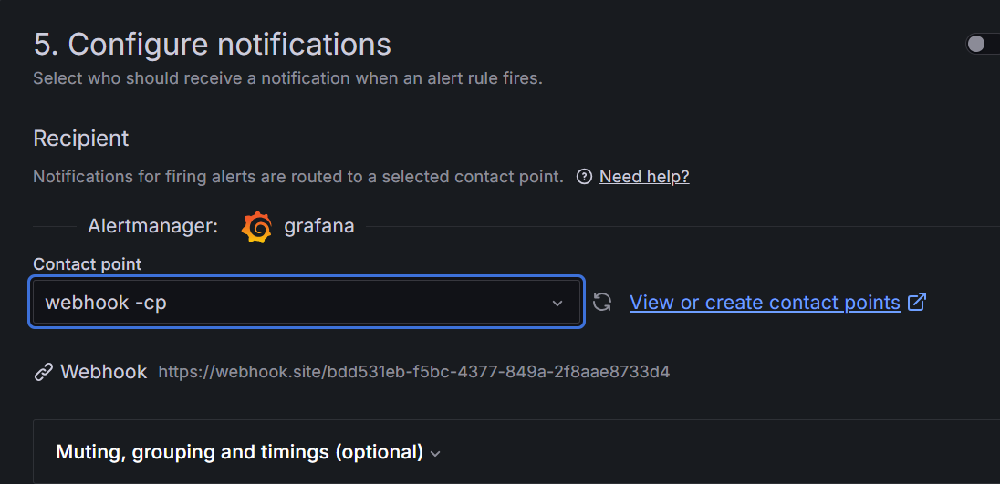 5. Configure notifications
Select who should receive a notification when an alert rule fires.
Recipient
Notifications for firing alerts are routed to a selected contact point. Need help?
Alertmanager: grafana
Contact point
webhook -cp
View or create contact points
Webhook https://webhook.site/bdd531eb-f5bc-4377-849a-2f8aae8733d4
Muting, grouping and timings (optional)